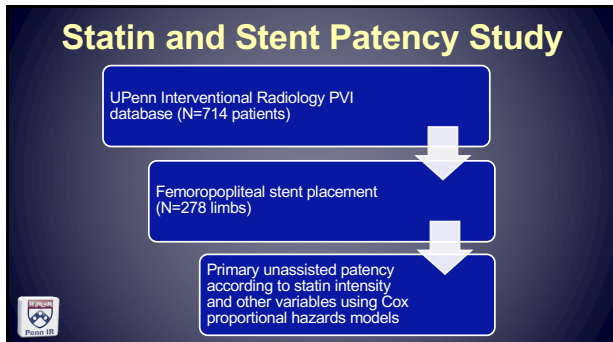 Statin and Stent Patency Study
UPenn Interventional Radiology PVI
database (N=714 patients)
Femoropopliteal stent placement
(N=278 limbs)
Primary unassisted patency
according to statin intensity
and other variables using Cox
proportional hazards models
Penn IR